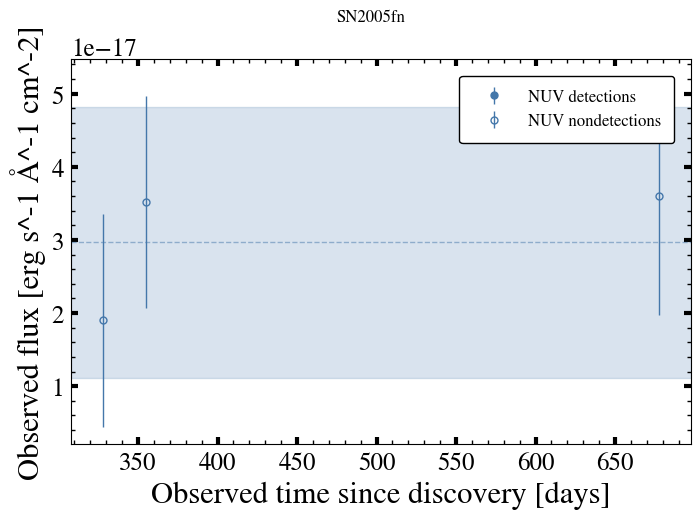 SN2005fn
1e−17
Observed flux [erg s^-1 Å^-1 cm^-2]
5
4
3
2
1
NUV detections
NUV nondetections
350 400 450 500 550 600 650
Observed time since discovery [days]